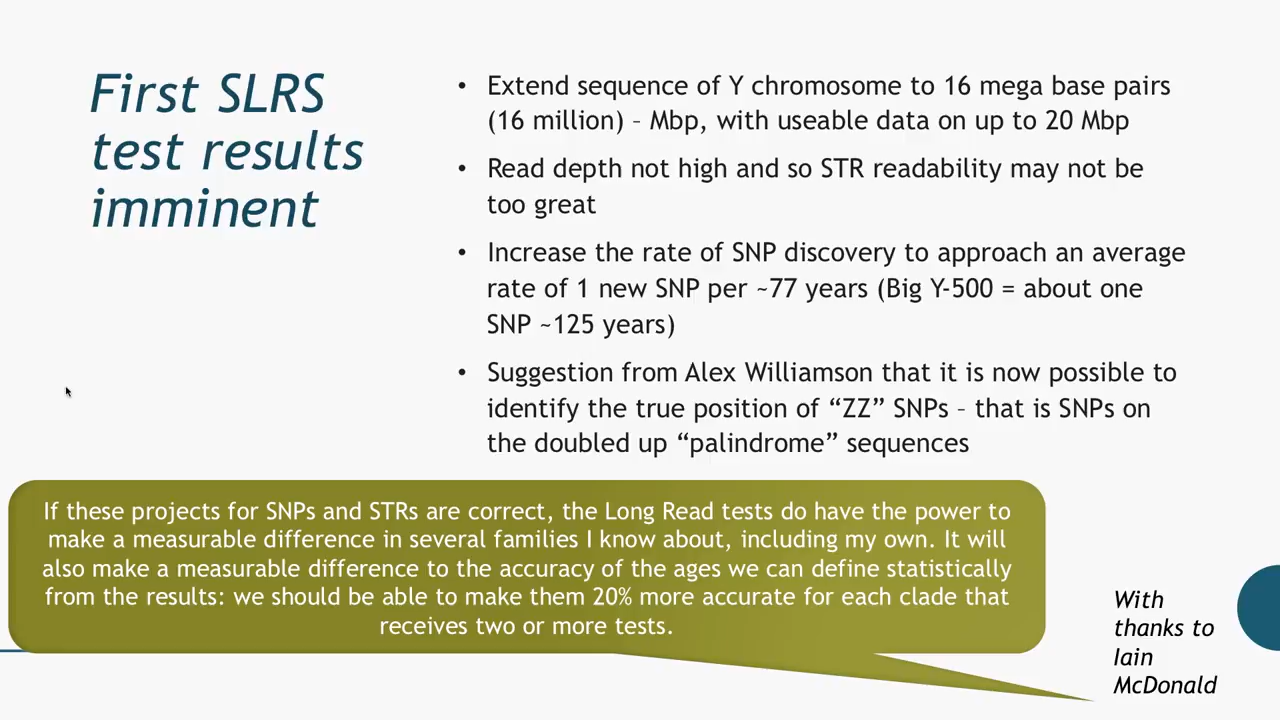 First SLRS
test results
imminent
• Extend sequence of Y chromosome to 16 mega base pairs
(16 million) – Mbp, with useable data on up to 20 Mbp
• Read depth not high and so STR readability may not be
too great
• Increase the rate of SNP discovery to approach an average
rate of 1 new SNP per ~77 years (Big Y-500 = about one
SNP ~125 years)
• Suggestion from Alex Williamson that it is now possible to
identify the true position of “ZZ” SNPs – that is SNPs on
the doubled up “palindrome” sequences
If these projects for SNPs and STRs are correct, the Long Read tests do have the power to
make a measurable difference in several families I know about, including my own. It will
also make a measurable difference to the accuracy of the ages we can define statistically
from the results: we should be able to make them 20% more accurate for each clade that
receives two or more tests.
With
thanks to
Iain
McDonald